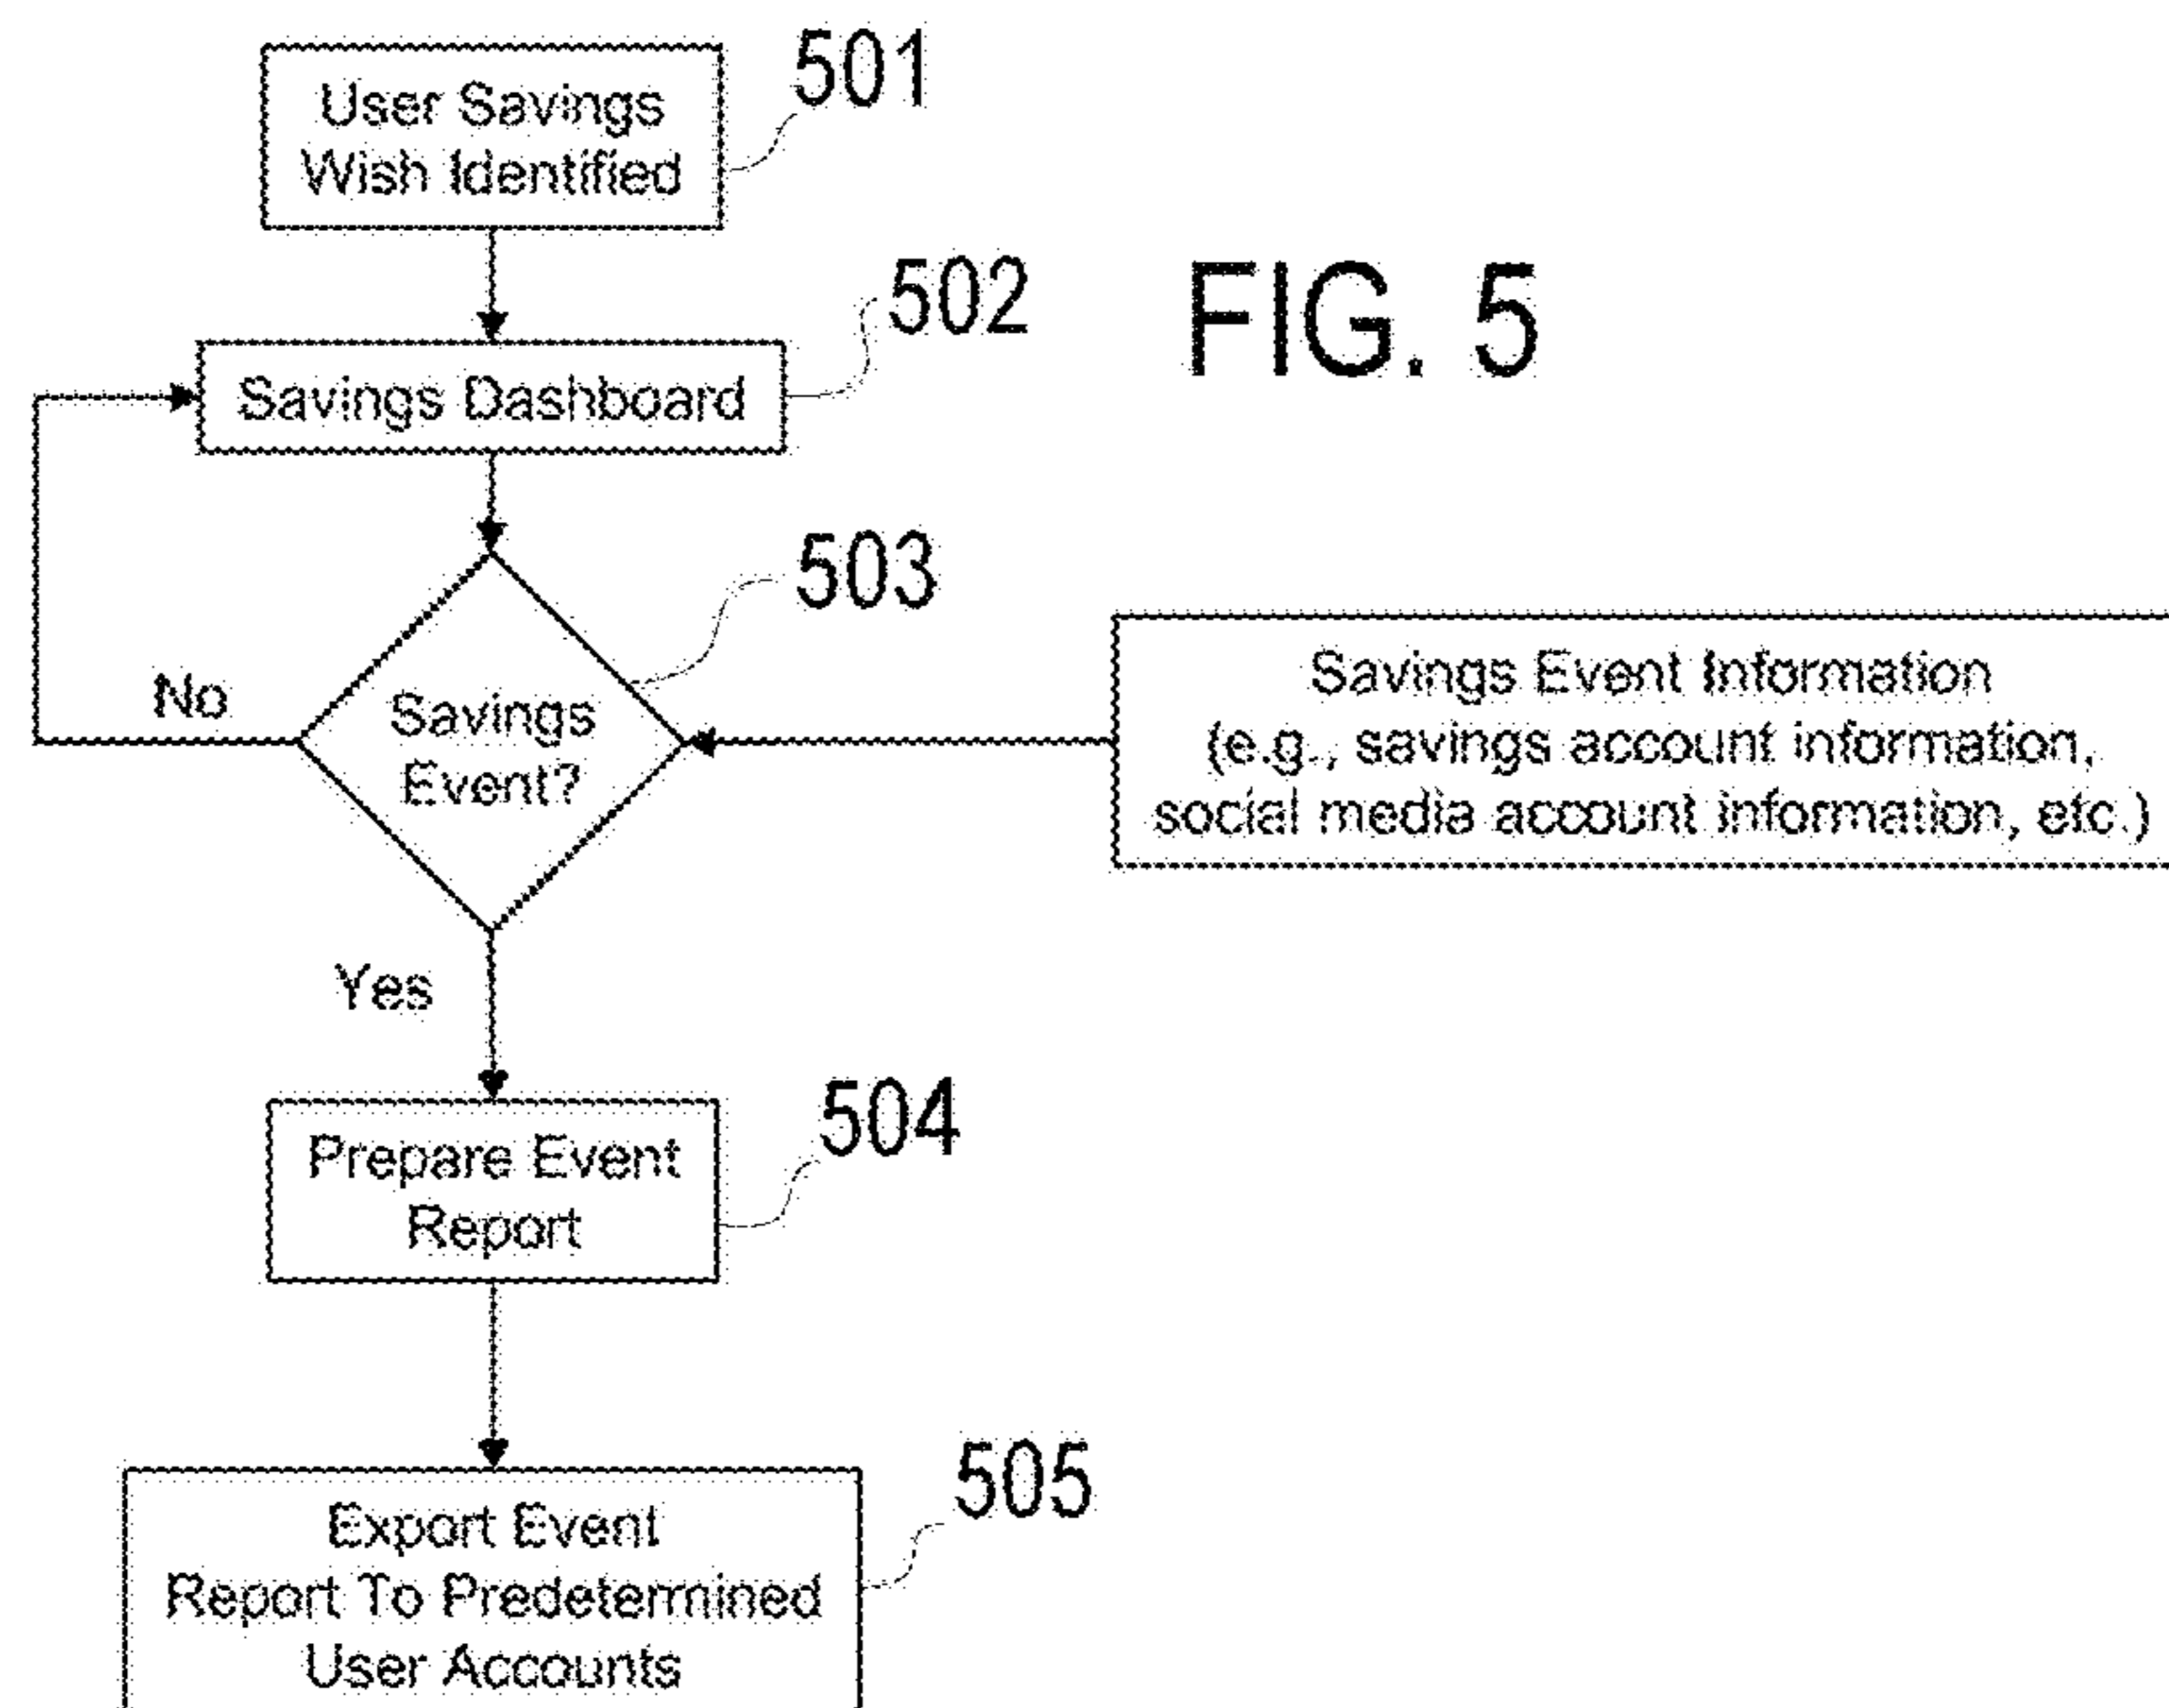 User Savings
Wish Identified
501
FIG. 5
Savings Dashboard
502
Savings
Event?
503
No
Savings Event Information
(e.g., savings account information,
social media account information, etc.)
Yes
Prepare Event
Report
504
Export Event
Report To Predetermined
User Accounts
505